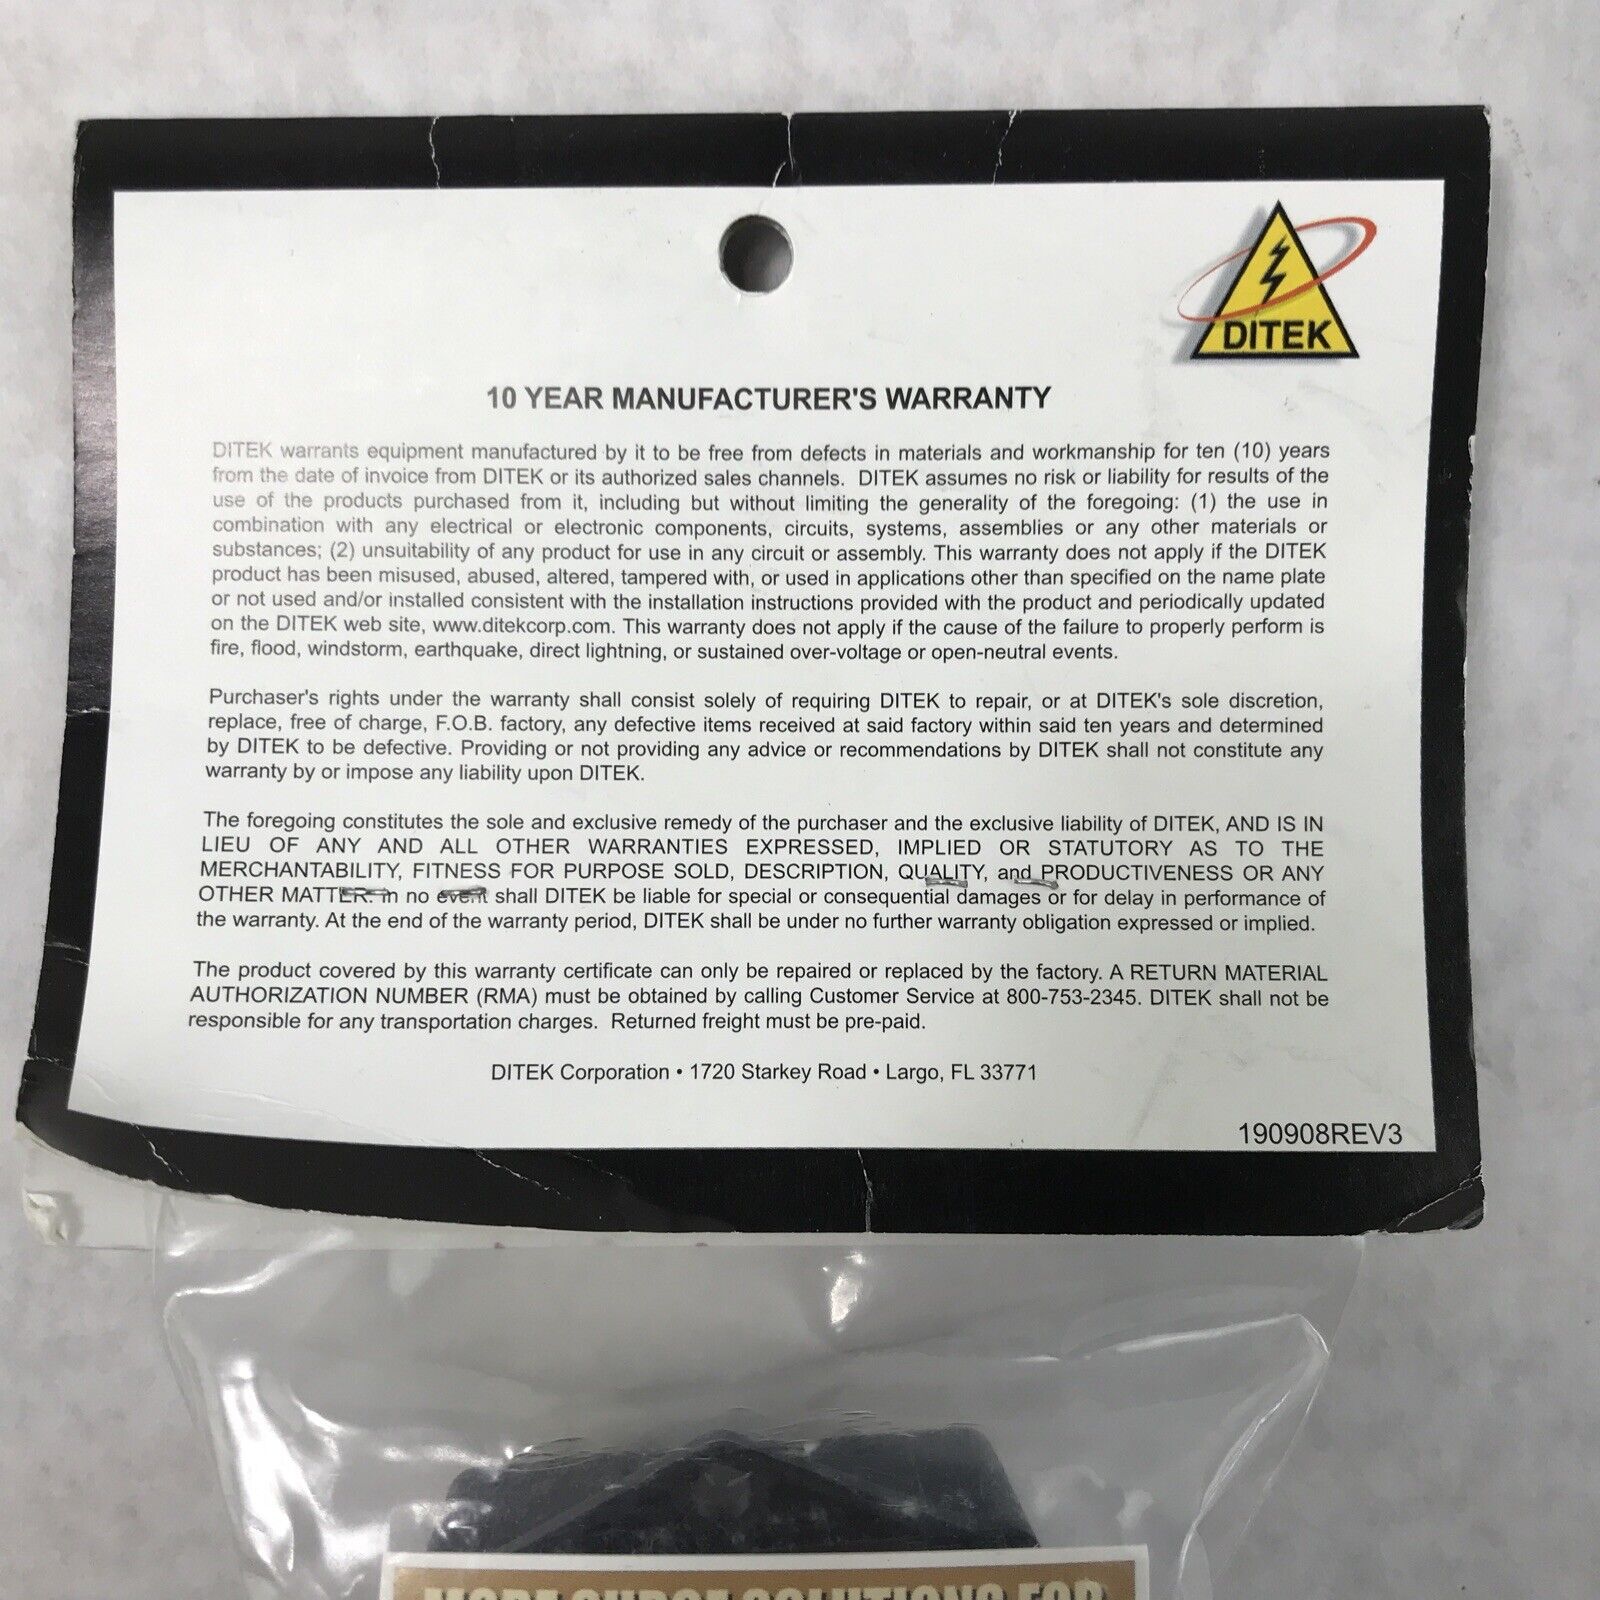 DITEK
10 YEAR MANUFACTURER'S WARRANTY
DITEK warrants equipment manufactured by it to be free from defects in materials and workmanship for ten (10) years
from the date of invoice from DITEK or its authorized sales channels. DITEK assumes no risk or liability for results of the
use of the products purchased from it, including but without limiting the generality of the foregoing: (1) the use in
combination with any electrical or electronic components, circuits, systems, assemblies or any other materials or
substances; (2) unsuitability of any product for use in any circuit or assembly. This warranty does not apply if the DITEK
product has been misused, abused, altered, tampered with, or used in applications other than specified on the name plate
or not used and/or installed consistent with the installation instructions provided with the product and periodically updated
on the DITEK web site, www.ditekcorp.com. This warranty does not apply if the cause of the failure to properly perform is
fire, flood, windstorm, earthquake, direct lightning, or sustained over-voltage or open-neutral events.
Purchaser's rights under the warranty shall consist solely of requiring DITEK to repair, or at DITEK's sole discretion,
replace, free of charge, F.O.B. factory, any defective items received at said factory within said ten years and determined
by DITEK to be defective. Providing or not providing any advice or recommendations by DITEK shall not constitute any
warranty by or impose any liability upon DITEK.
The foregoing constitutes the sole and exclusive remedy of the purchaser and the exclusive liability of DITEK, AND IS IN
LIEU OF ANY AND ALL OTHER WARRANTIES EXPRESSED, IMPLIED OR STATUTORY AS TO THE
MERCHANTABILITY, FITNESS FOR PURPOSE SOLD, DESCRIPTION, QUALITY, and PRODUCTIVENESS OR ANY
OTHER MATTER. in no event shall DITEK be liable for special or consequential damages or for delay in performance of
the warranty. At the end of the warranty period, DITEK shall be under no further warranty obligation expressed or implied.
The product covered by this warranty certificate can only be repaired or replaced by the factory. A RETURN MATERIAL
AUTHORIZATION NUMBER (RMA) must be obtained by calling Customer Service at 800-753-2345. DITEK shall not be
responsible for any transportation charges. Returned freight must be pre-paid.
DITEK Corporation • 1720 Starkey Road • Largo, FL 33771
190908REV3
MORE SURGE SOLUTIONS FOR